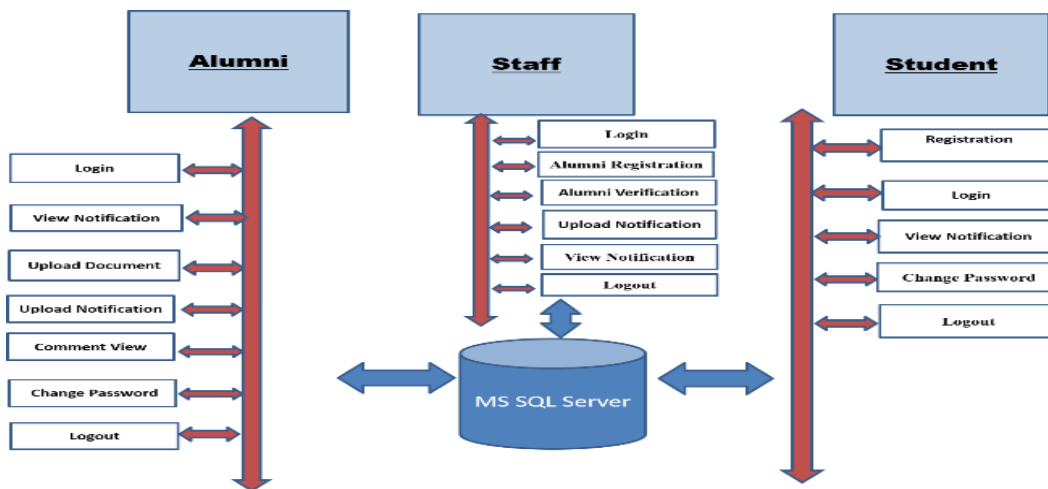 Alumni
Login
View Notification
Upload Document
Upload Notification
Comment View
Change Password
Logout
Staff
Login
Alumni Registration
Alumni Verification
Upload Notification
View Notification
Logout
MS SQL Server
Student
Registration
Login
View Notification
Change Password
Logout